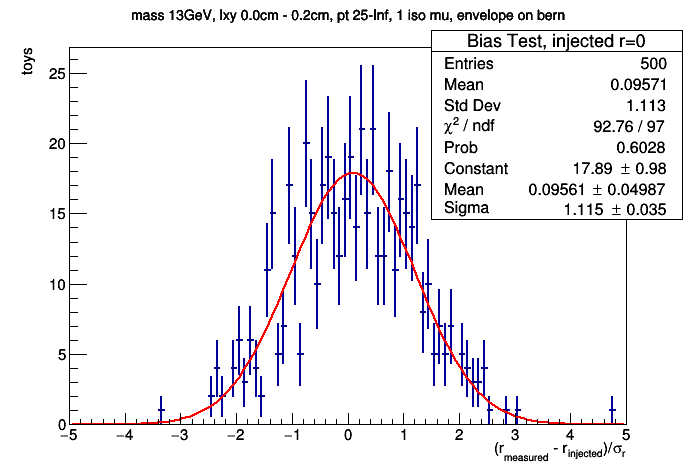 mass 13GeV, lxy 0.0cm - 0.2cm, pt 25-Inf, 1 iso mu, envelope on bern
Bias Test, injected r=0
Entries 500
Mean 0.09571
Std Dev 1.113
χ² / ndf 92.76 / 97
Prob 0.6028
Constant 17.89 ± 0.98
Mean 0.09561 ± 0.04987
Sigma 1.115 ± 0.035
toys
25
20
15
10
5
0
−5 −4 −3 −2 −1 0 1 2 3 4 5
(r_measured - r_injected)/σ_r